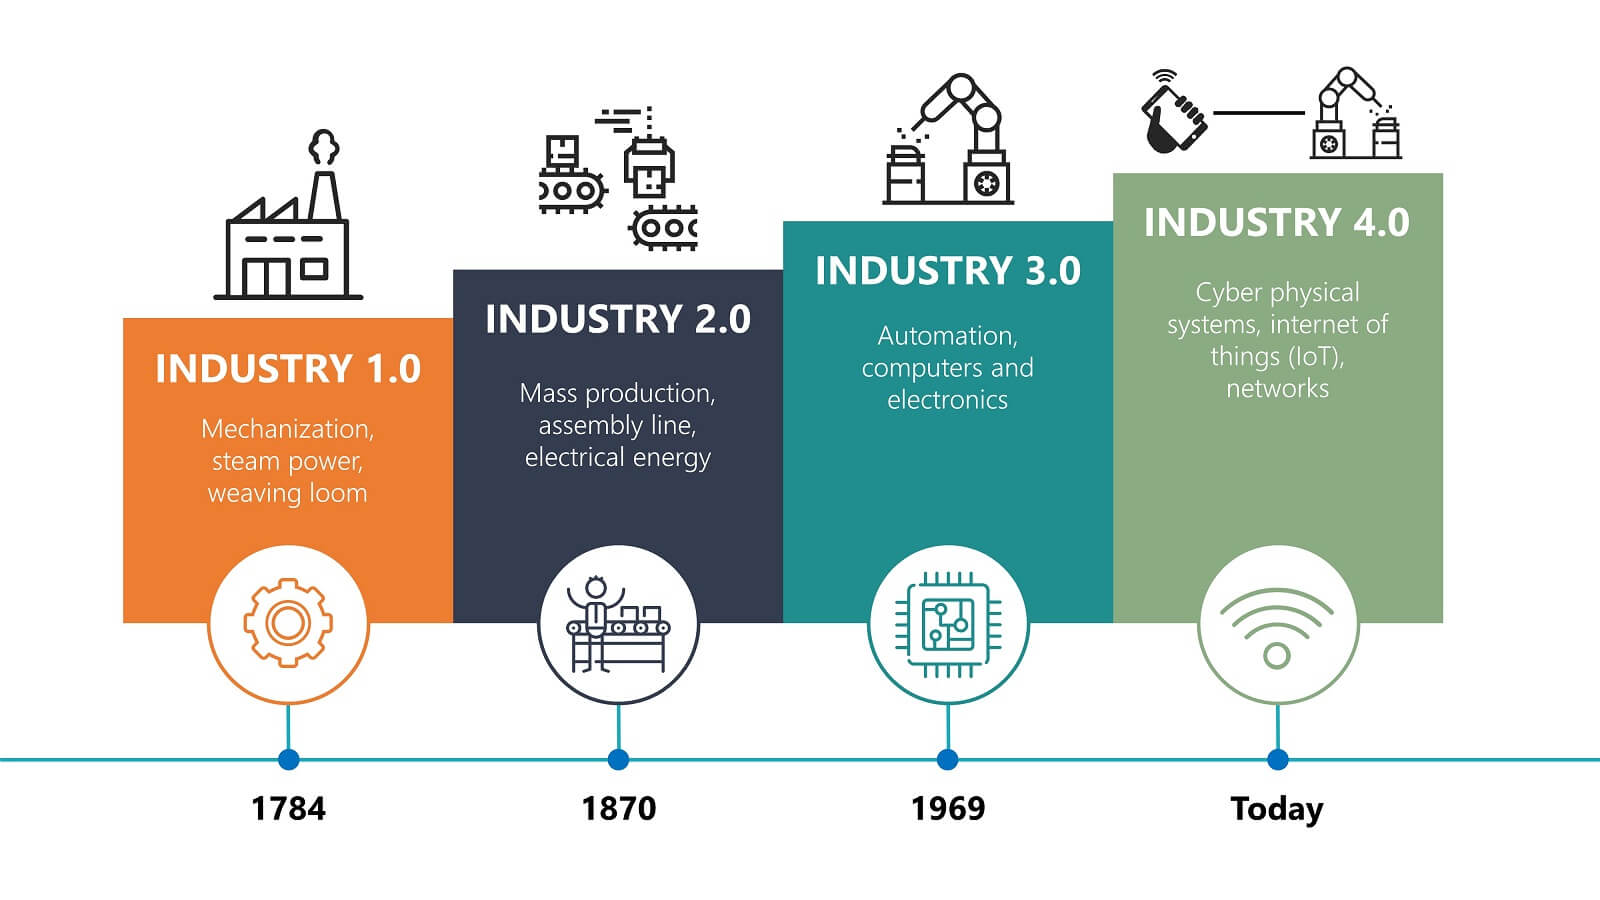 INDUSTRY 1.0
Mechanization,
steam power,
weaving loom
1784
INDUSTRY 2.0
Mass production,
assembly line,
electrical energy
1870
INDUSTRY 3.0
Automation,
computers and
electronics
1969
INDUSTRY 4.0
Cyber physical
systems, internet of
things (IoT),
networks
Today